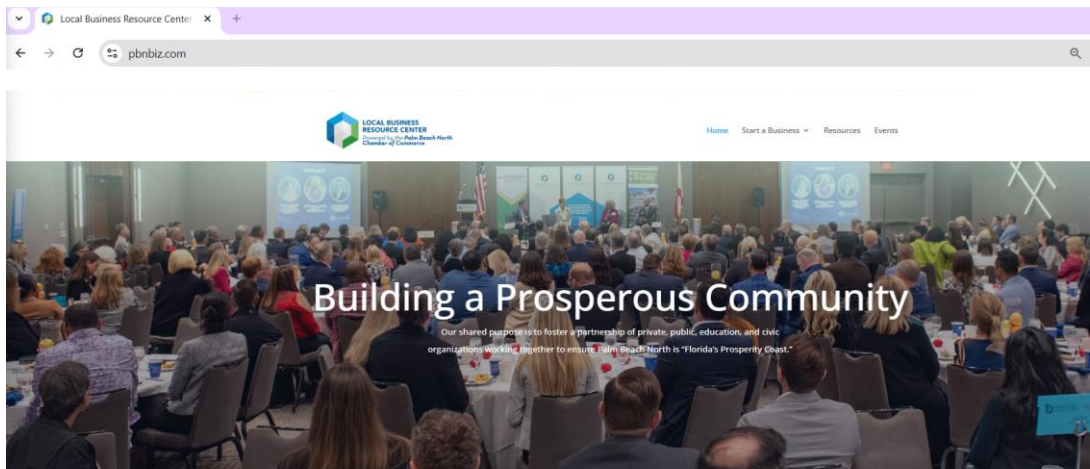 Local Business Resource Center
pbnbiz.com
LOCAL BUSINESS
RESOURCE CENTER
Powered by the Palm Beach North
Chamber of Commerce
Home Start a Business Resources Events
Building a Prosperous Community
Our shared purpose is to foster a partnership of private, public, education, and civic
organizations working together to ensure Palm Beach North is "Florida's Prosperity Coast."